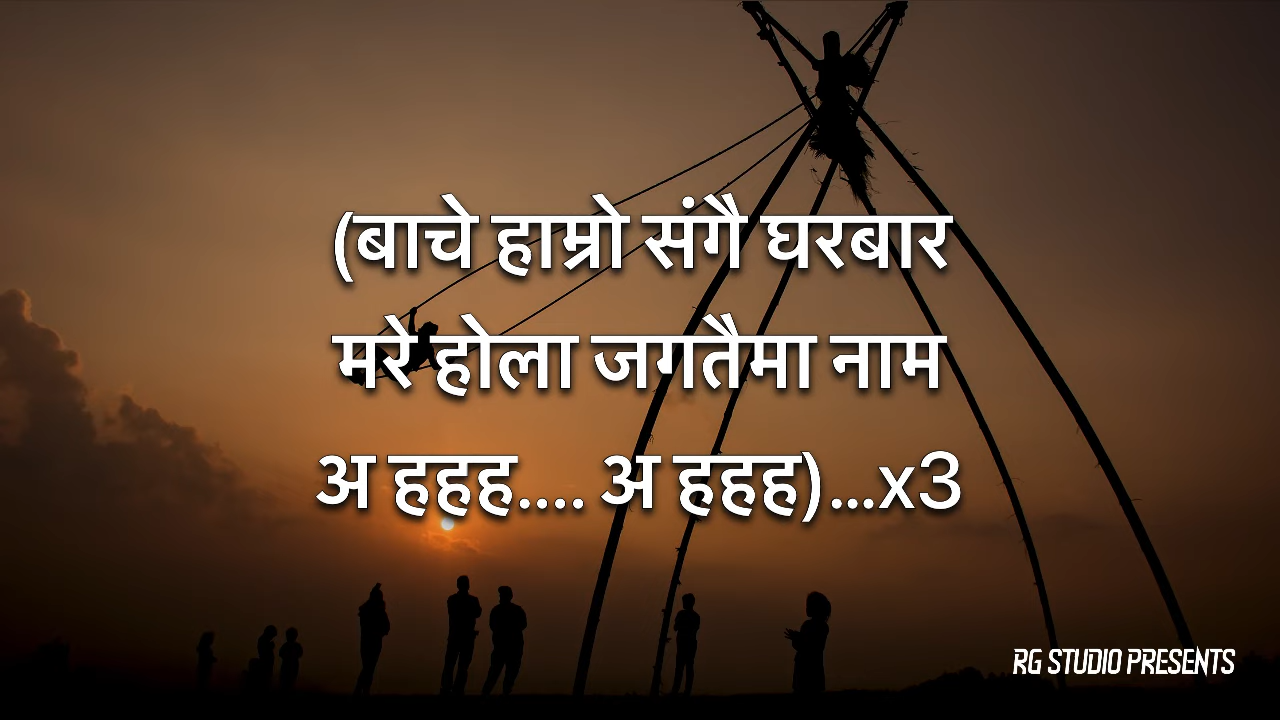 (बाचे हाम्रो संगै घरबार
मरे होला जगतैमा नाम
अ हहह.... अ हहह)...x3
RG STUDIO PRESENTS